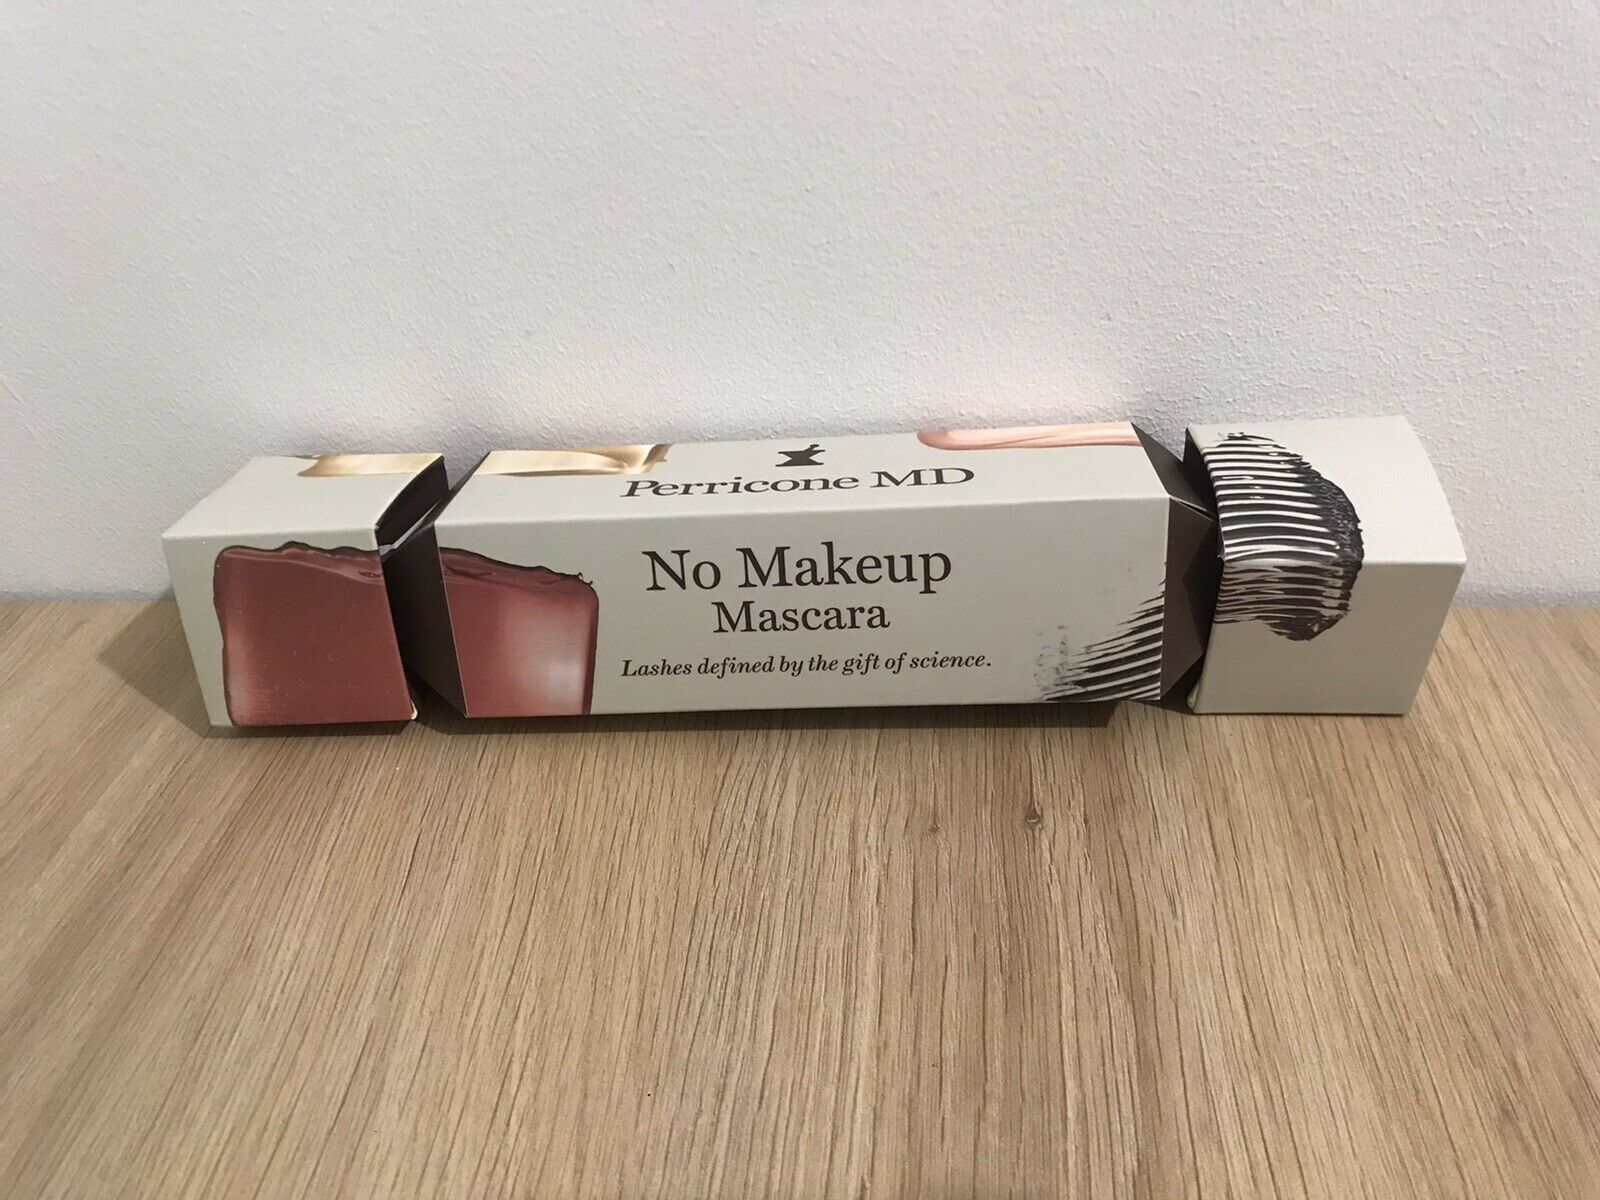 Perricone MD
No Makeup
Mascara
Lashes defined by the gift of science.